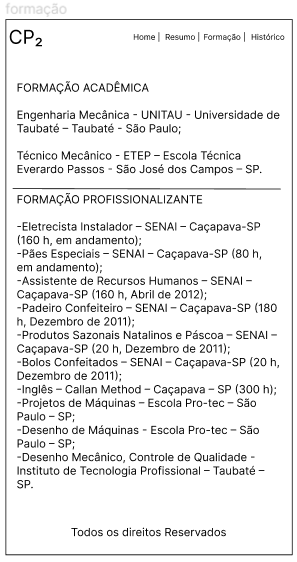 formação
CP₂
Home | Resumo | Formação | Histórico
FORMAÇÃO ACADÊMICA
Engenharia Mecânica - UNITAU - Universidade de
Taubaté – Taubaté - São Paulo;
Técnico Mecânico - ETEP – Escola Técnica
Everardo Passos - São José dos Campos – SP.
FORMAÇÃO PROFISSIONALIZANTE
-Eletrecista Instalador – SENAI – Caçapava-SP
(160 h, em andamento);
-Pães Especiais – SENAI – Caçapava-SP (80 h,
em andamento);
-Assistente de Recursos Humanos – SENAI –
Caçapava-SP (160 h, Abril de 2012);
-Padeiro Confeiteiro – SENAI – Caçapava-SP (180
h, Dezembro de 2011);
-Produtos Sazonais Natalinos e Páscoa – SENAI –
Caçapava-SP (20 h, Dezembro de 2011);
-Bolos Confeitados – SENAI – Caçapava-SP (20 h,
Dezembro de 2011);
-Inglês – Callan Method – Caçapava – SP (300 h);
-Projetos de Máquinas – Escola Pro-tec – São
Paulo – SP;
-Desenho de Máquinas - Escola Pro-tec – São
Paulo – SP;
-Desenho Mecânico, Controle de Qualidade -
Instituto de Tecnologia Profissional – Taubaté –
SP.
Todos os direitos Reservados